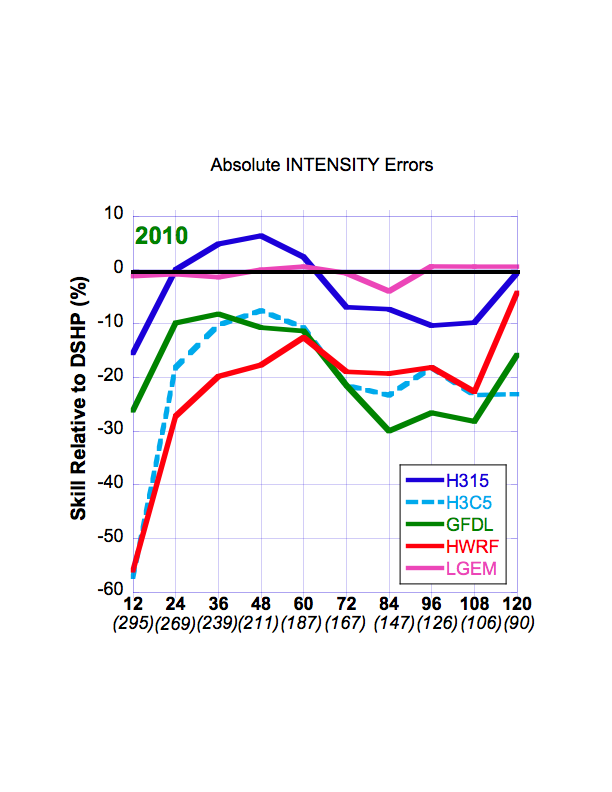 Absolute INTENSITY Errors
10
2010
0
-10
-20
-30
-40
-50
-60
Skill Relative to DSHP (%)
H315
H3C5
GFDL
HWRF
LGEM
12 24 36 48 60 72 84 96 108 120
(295) (269) (239) (211) (187) (167) (147) (126) (106) (90)